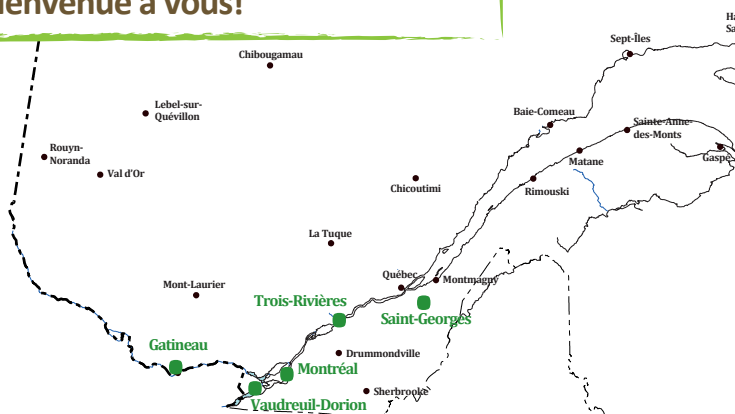 ienvenue à vous!
Ha
Sa
Sept-Îles
Chibougamau
Lebel-sur-
Quévillon
Baie-Comeau
Sainte-Anne-
des-Monts
Rouyn-
Noranda
Val d'Or
Matane
Gaspé
Chicoutimi
Rimouski
La Tuque
Québec
Montmagny
Mont-Laurier
Trois-Rivières
Saint-Georges
Gatineau
Drummondville
Montréal
Sherbrooke
Vaudreuil-Dorion